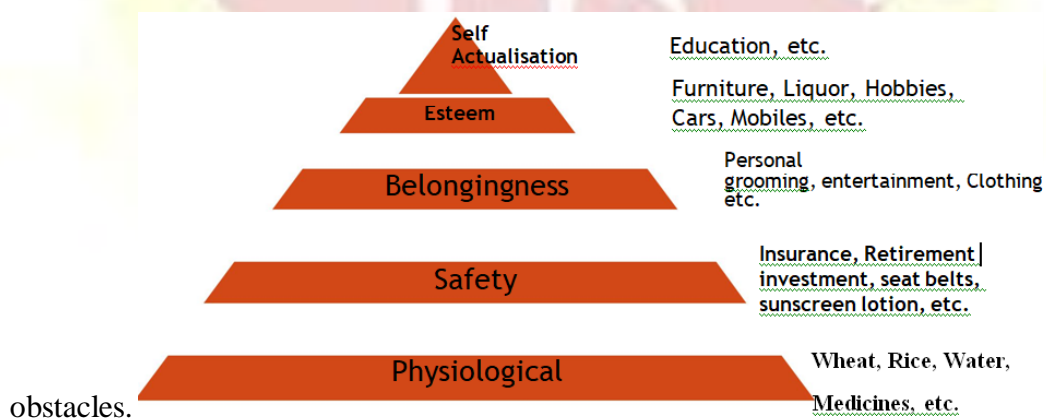 Self
Actualisation
Education, etc.
Furniture, Liquor, Hobbies,
Cars, Mobiles, etc.
Esteem
Personal
grooming, entertainment, Clothing
etc.
Belongingness
Insurance, Retirement
investment, seat belts,
sunscreen lotion, etc.
Safety
Wheat, Rice, Water,
Medicines, etc.
Physiological
obstacles.